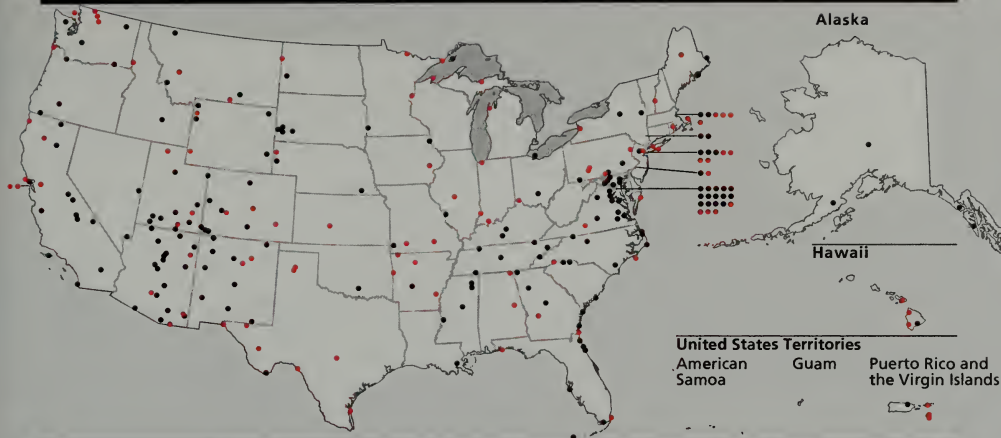 Alaska
Hawaii
United States Territories
American
Samoa
Guam
Puerto Rico and
the Virgin Islands